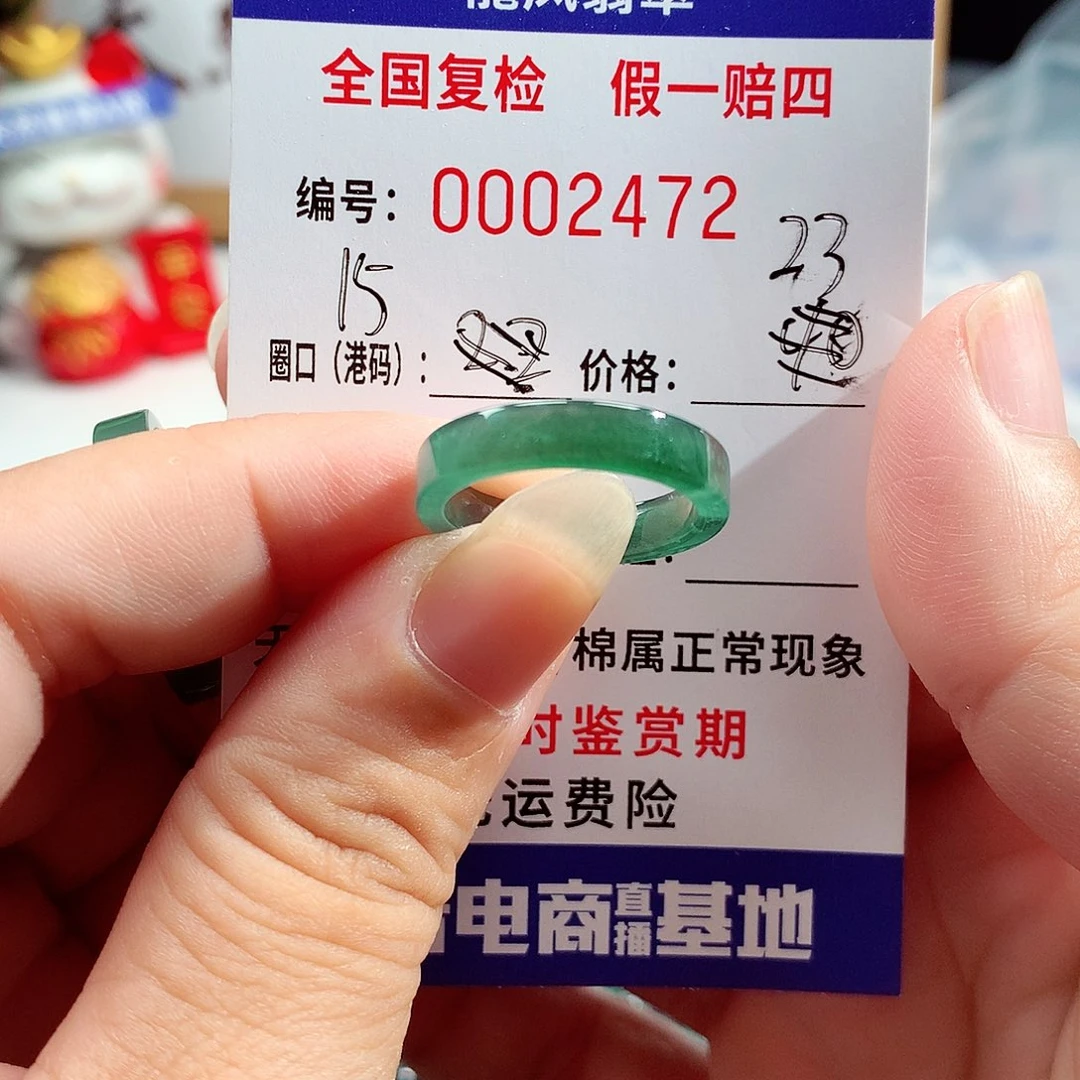 全国复检 假一赔四
编号：0002472
15 23
圈口（港码）： 价格：
棉属正常现象
时鉴赏期
运费险
电商直播基地